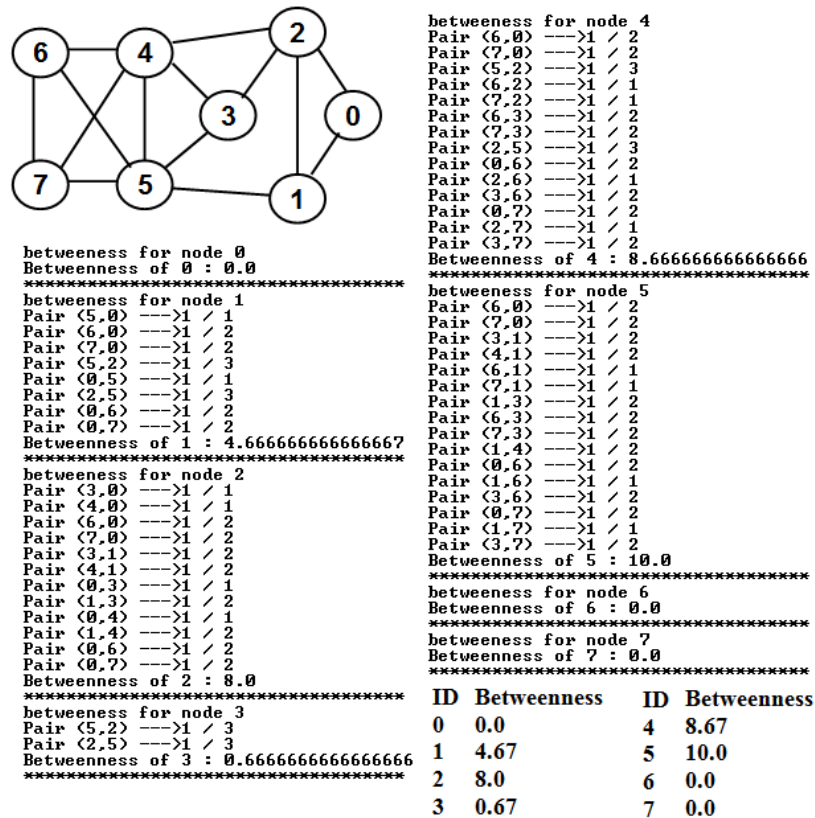 6
4
2
3
0
7
5
1
betweeness for node 0
Betweenness of 0 : 0.0
*************************************
betweeness for node 1
Pair (5,0) --->1 / 1
Pair (6,0) --->1 / 2
Pair (7,0) --->1 / 2
Pair (5,2) --->1 / 3
Pair (0,5) --->1 / 1
Pair (2,5) --->1 / 3
Pair (0,6) --->1 / 2
Pair (0,7) --->1 / 2
Betweenness of 1 : 4.666666666666667
*************************************
betweeness for node 2
Pair (3,0) --->1 / 1
Pair (4,0) --->1 / 1
Pair (6,0) --->1 / 2
Pair (7,0) --->1 / 2
Pair (3,1) --->1 / 2
Pair (4,1) --->1 / 2
Pair (0,3) --->1 / 1
Pair (1,3) --->1 / 2
Pair (0,4) --->1 / 1
Pair (1,4) --->1 / 2
Pair (0,6) --->1 / 2
Pair (0,7) --->1 / 2
Betweenness of 2 : 8.0
*************************************
betweeness for node 3
Pair (5,2) --->1 / 3
Pair (2,5) --->1 / 3
Betweenness of 3 : 0.6666666666666666
*************************************
betweeness for node 4
Pair (6,0) --->1 / 2
Pair (7,0) --->1 / 2
Pair (5,2) --->1 / 3
Pair (6,2) --->1 / 1
Pair (7,2) --->1 / 1
Pair (6,3) --->1 / 2
Pair (7,3) --->1 / 2
Pair (2,5) --->1 / 3
Pair (0,6) --->1 / 2
Pair (2,6) --->1 / 1
Pair (3,6) --->1 / 2
Pair (0,7) --->1 / 2
Pair (2,7) --->1 / 1
Pair (3,7) --->1 / 2
Betweenness of 4 : 8.666666666666666
*************************************
betweeness for node 5
Pair (6,0) --->1 / 2
Pair (7,0) --->1 / 2
Pair (3,1) --->1 / 2
Pair (4,1) --->1 / 2
Pair (6,1) --->1 / 1
Pair (7,1) --->1 / 1
Pair (1,3) --->1 / 2
Pair (6,3) --->1 / 2
Pair (7,3) --->1 / 2
Pair (1,4) --->1 / 2
Pair (0,6) --->1 / 2
Pair (1,6) --->1 / 1
Pair (3,6) --->1 / 2
Pair (0,7) --->1 / 2
Pair (1,7) --->1 / 1
Pair (3,7) --->1 / 2
Betweenness of 5 : 10.0
*************************************
betweeness for node 6
Betweenness of 6 : 0.0
*************************************
betweeness for node 7
Betweenness of 7 : 0.0
*************************************
ID Betweenness ID Betweenness
0 0.0 4 8.67
1 4.67 5 10.0
2 8.0 6 0.0
3 0.67 7 0.0